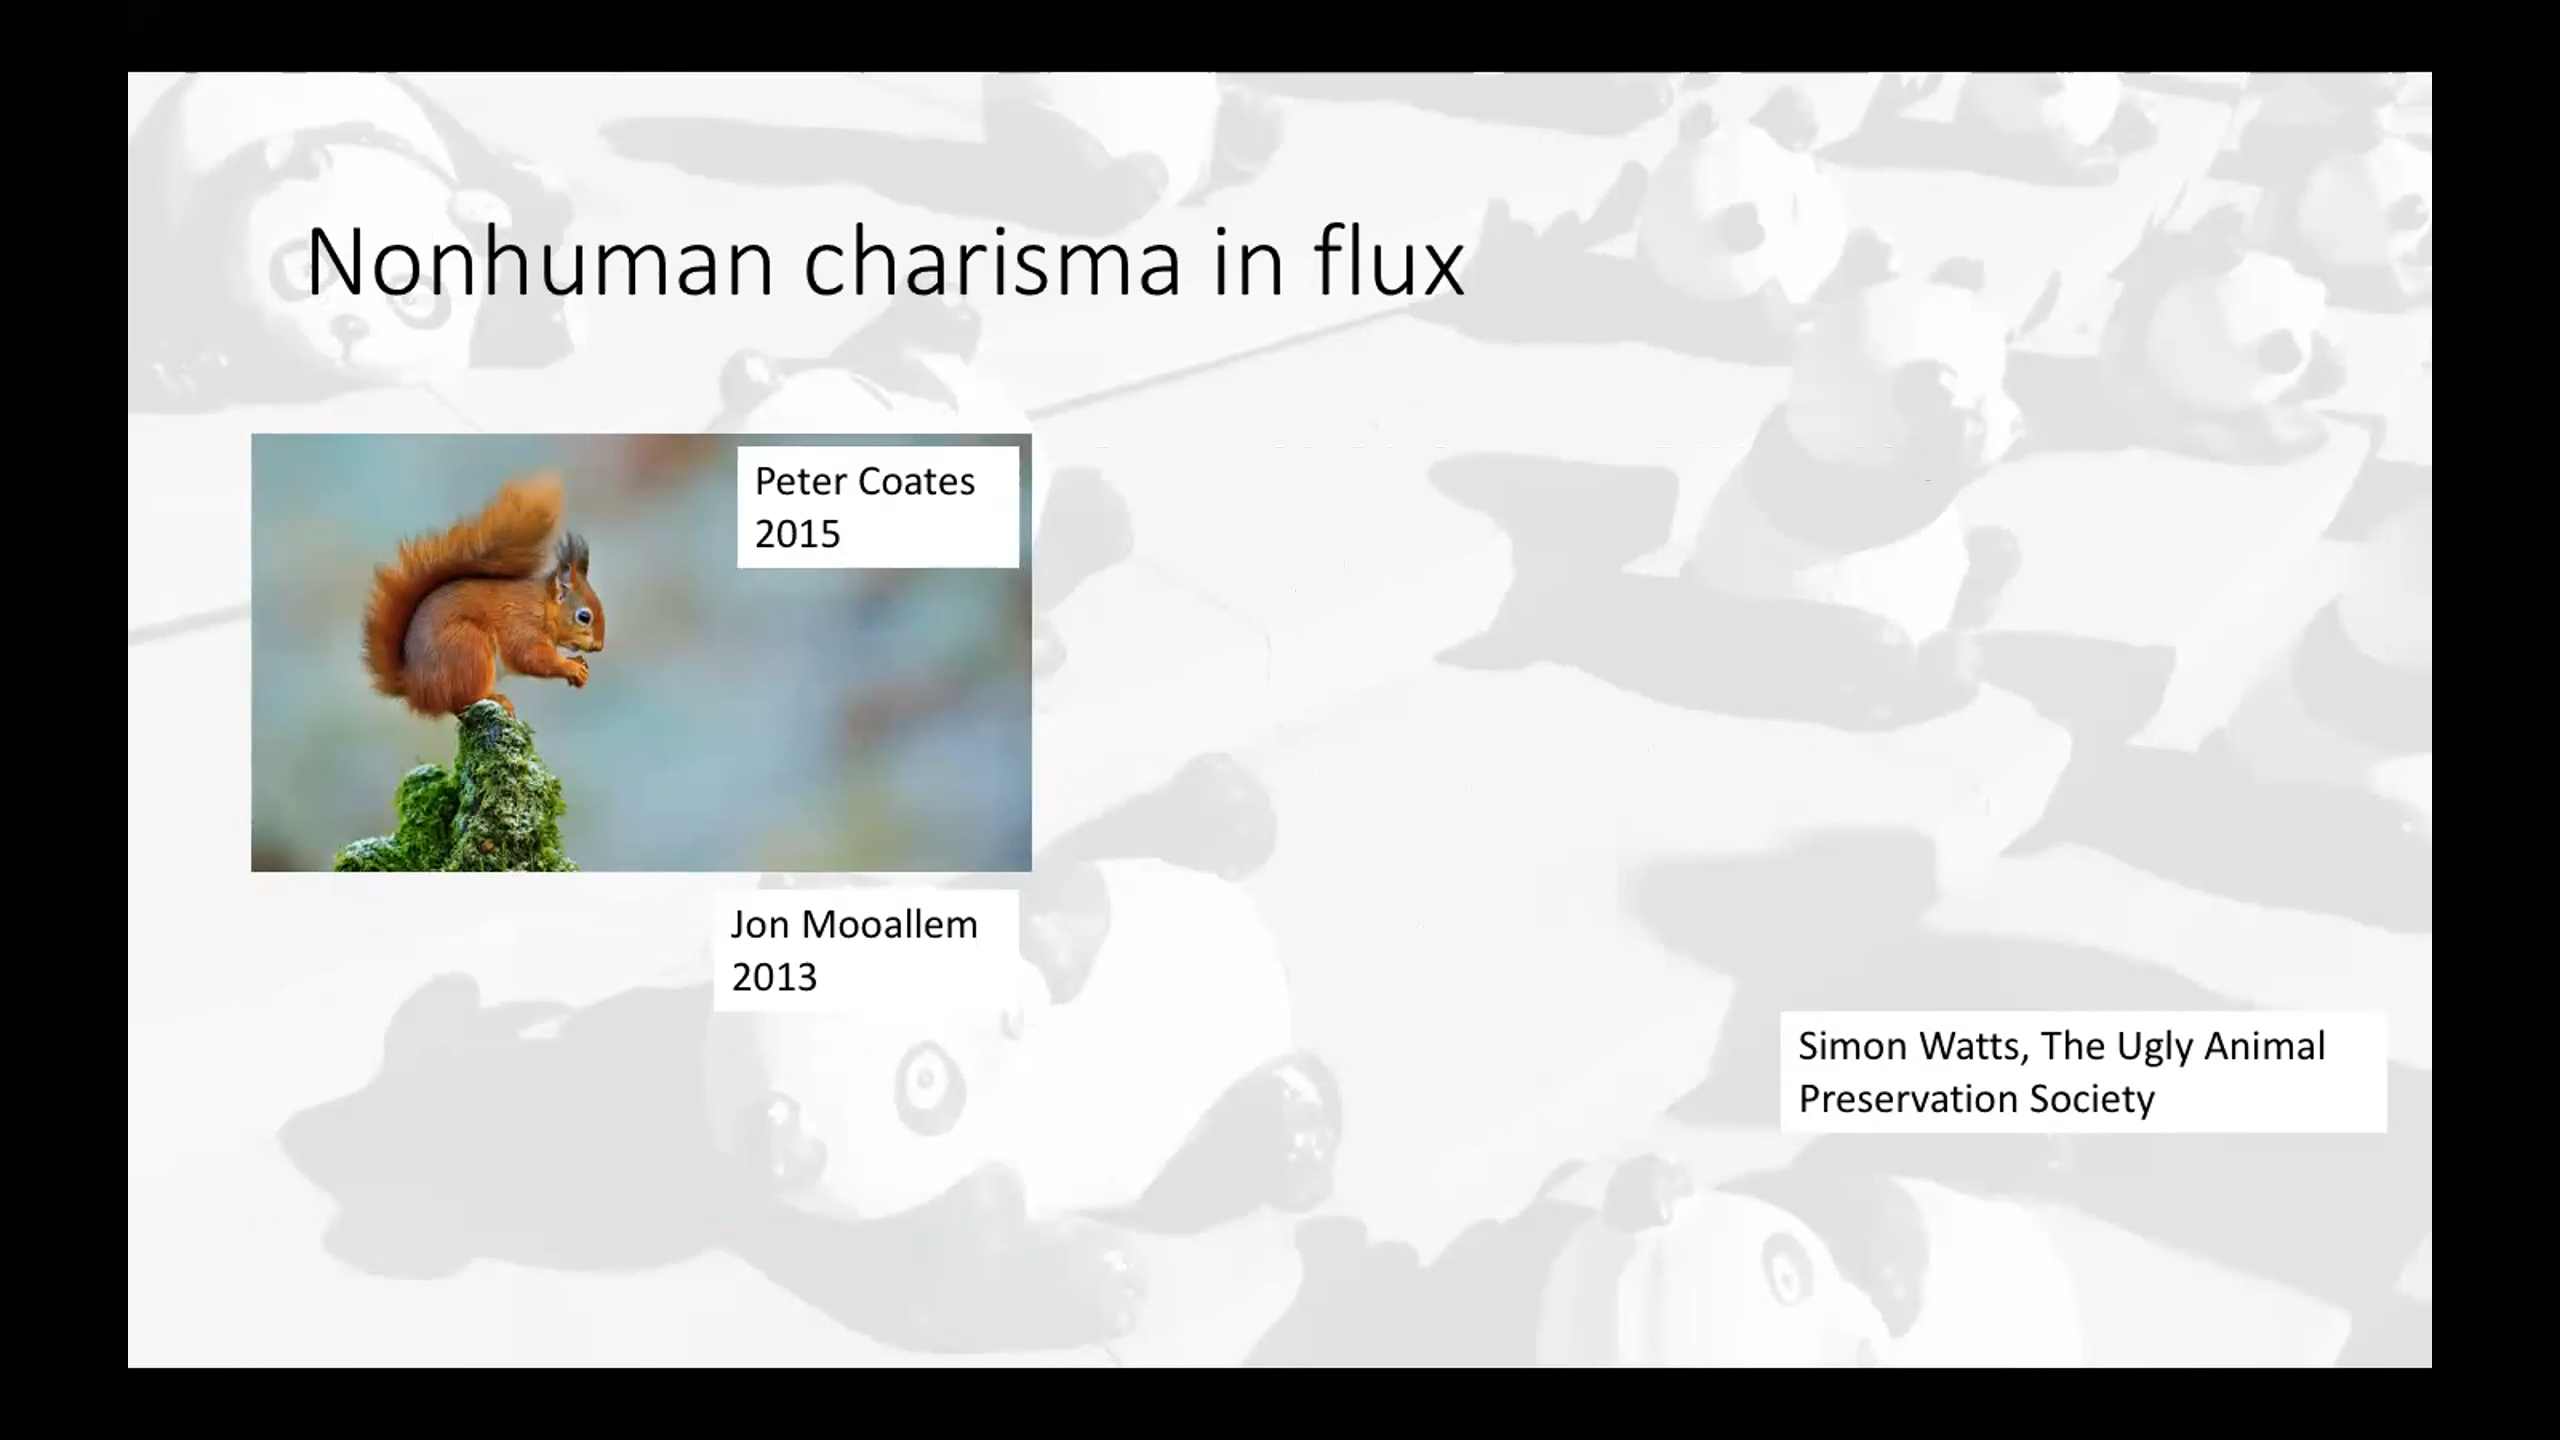 Nonhuman charisma in flux
Peter Coates
2015
Jon Mooallem
2013
Simon Watts, The Ugly Animal
Preservation Society